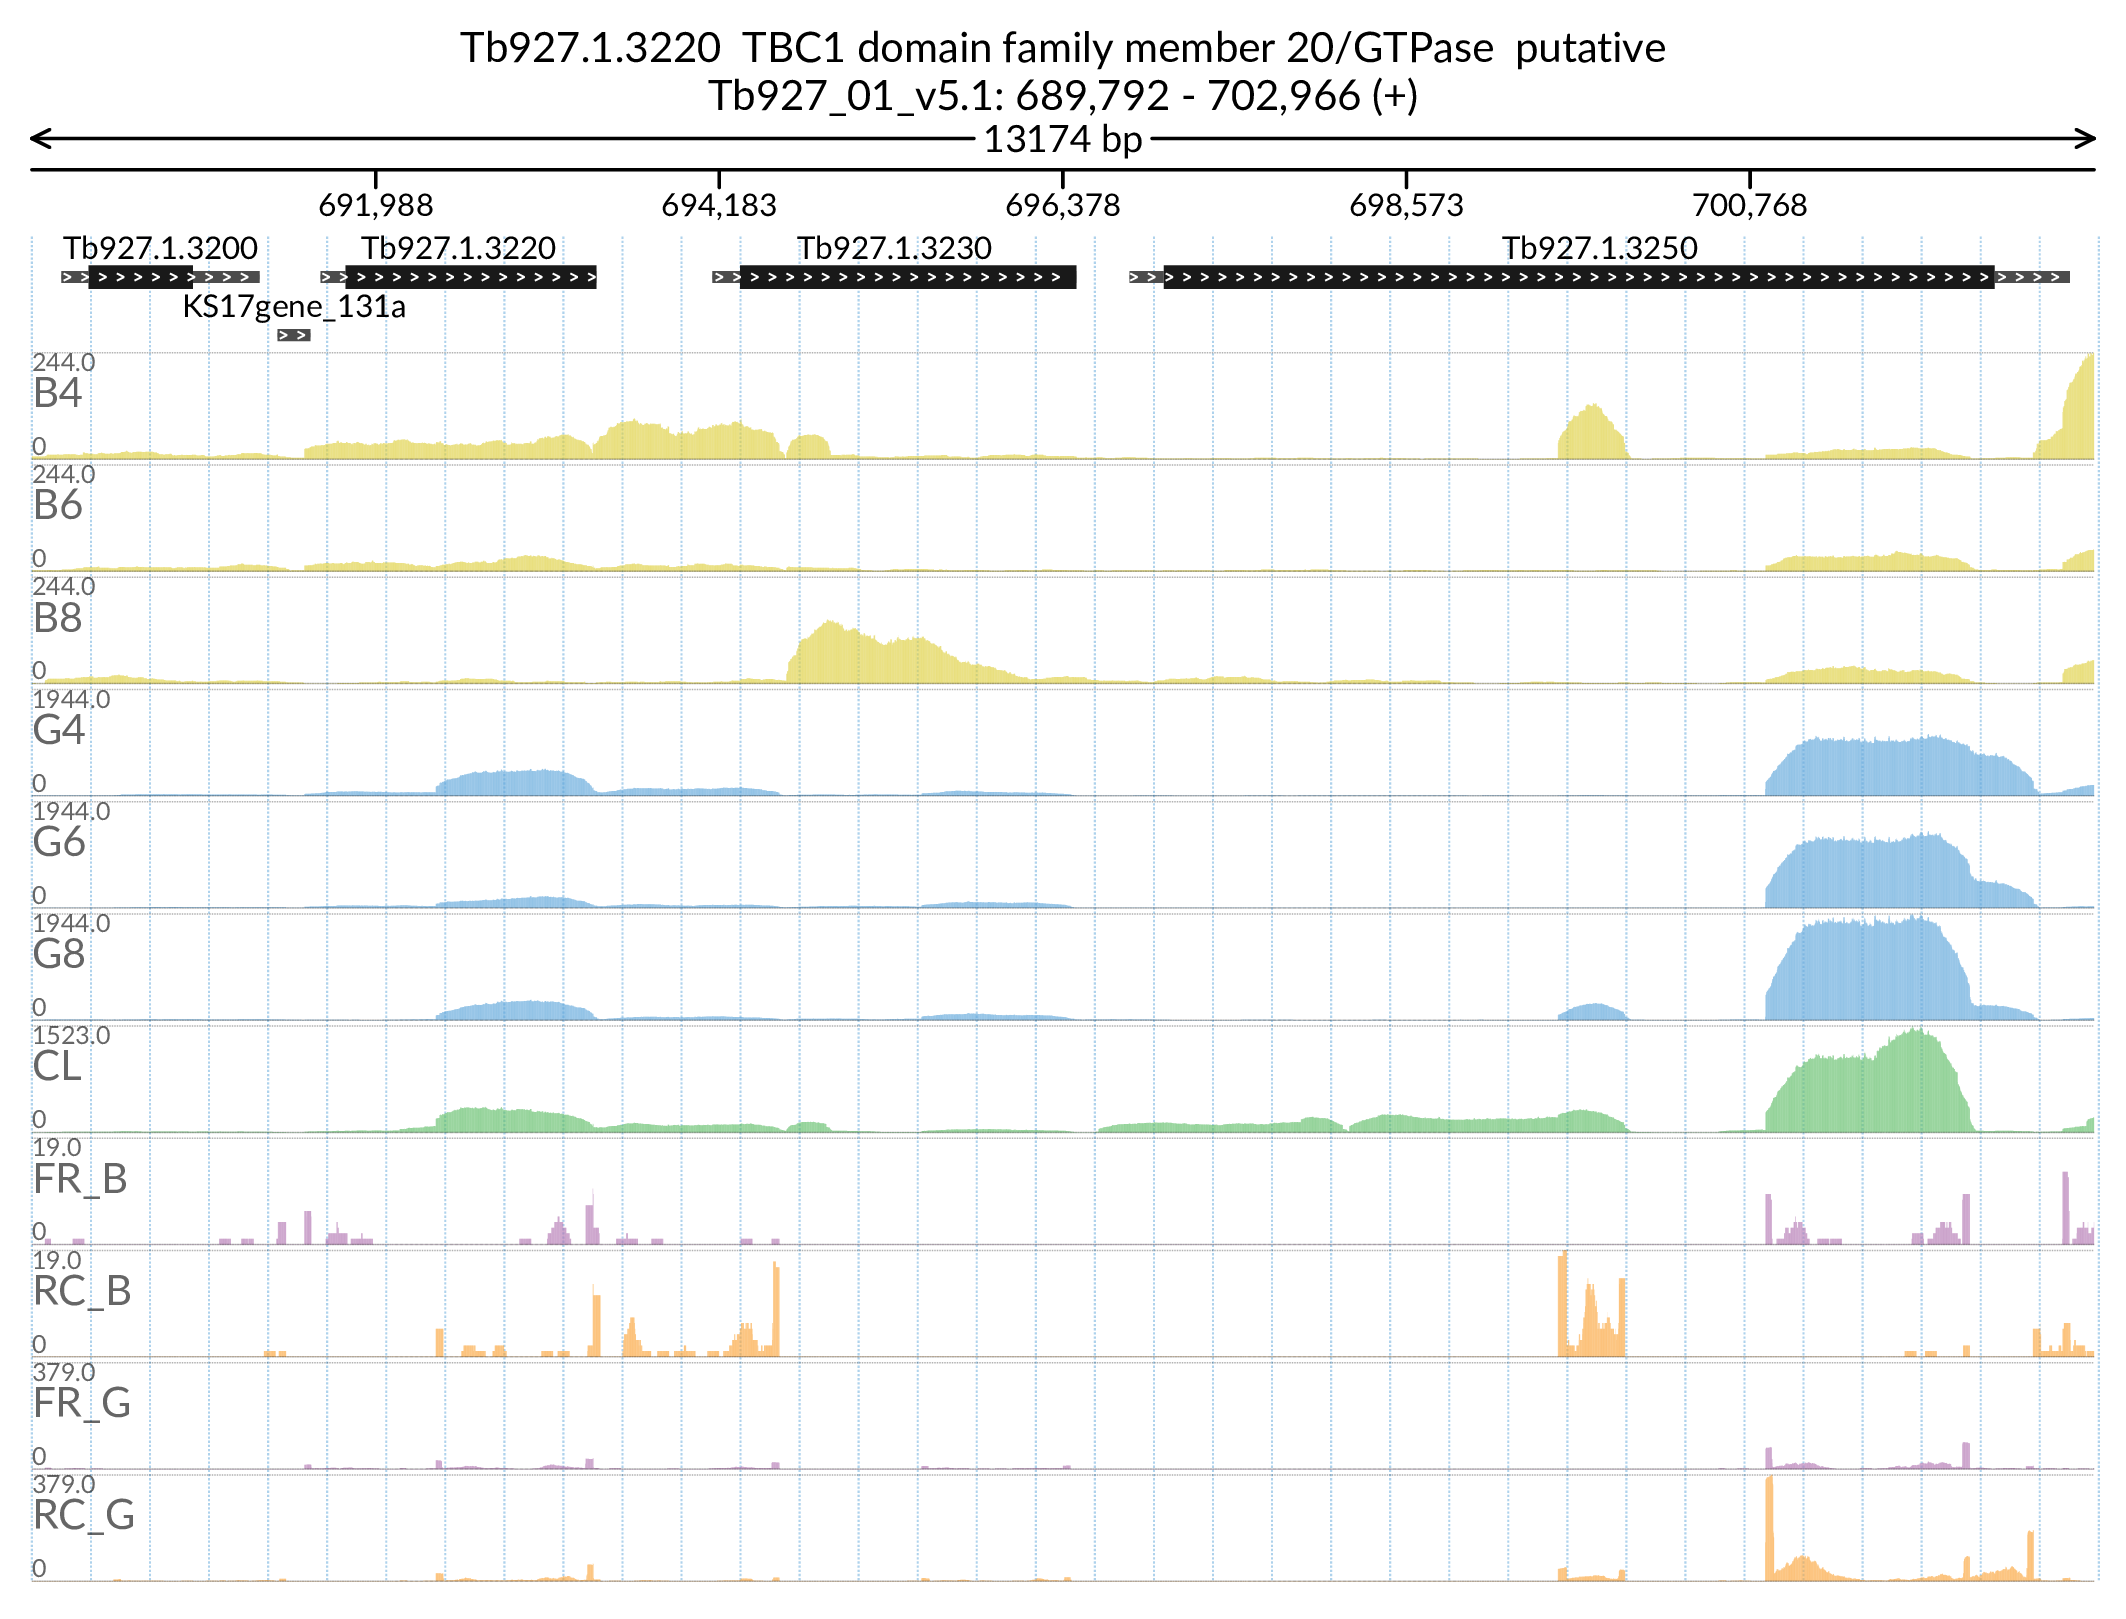 Tb927.1.3220  TBC1 domain family member 20/GTPase  putative
Tb927_01_v5.1: 689,792 - 702,966 (+)
13174 bp
691,988 694,183 696,378 698,573 700,768
Tb927.1.3200 Tb927.1.3220 Tb927.1.3230 Tb927.1.3250
KS17gene_131a
244.0
B4
0
244.0
B6
0
244.0
B8
0
1944.0
G4
0
1944.0
G6
0
1944.0
G8
0
1523.0
CL
0
19.0
FR_B
0
19.0
RC_B
0
379.0
FR_G
0
379.0
RC_G
0